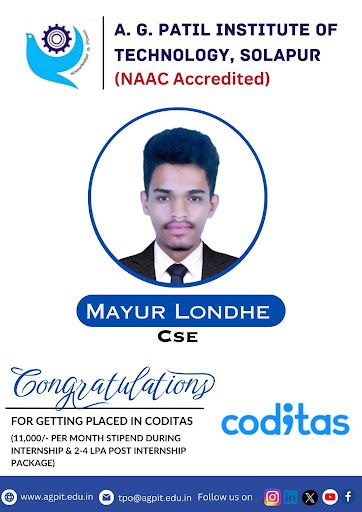 A. G. PATIL INSTITUTE OF
TECHNOLOGY, SOLAPUR
(NAAC Accredited)
MAYUR LONDHE
CSE
Congratulations
FOR GETTING PLACED IN CODITAS
(11,000/- PER MONTH STIPEND DURING
INTERNSHIP & 2-4 LPA POST INTERNSHIP
PACKAGE)
coditas
www.agpit.edu.in tpo@agpit.edu.in Follow us on